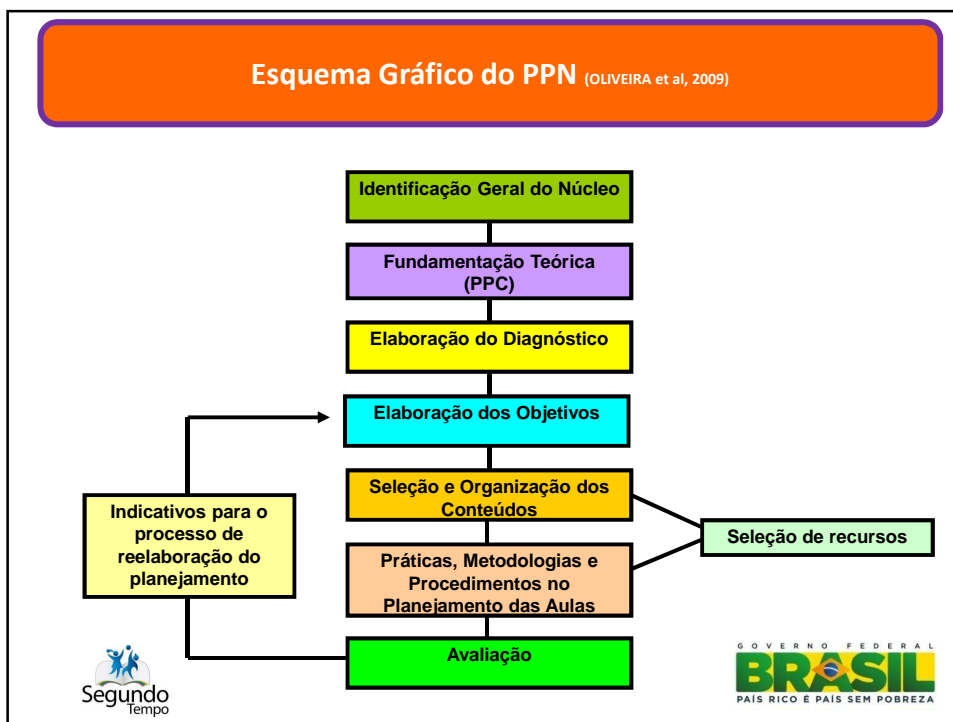 Esquema Gráfico do PPN (OLIVEIRA et al, 2009)
Identificação Geral do Núcleo
Fundamentação Teórica
(PPC)
Elaboração do Diagnóstico
Elaboração dos Objetivos
Seleção e Organização dos
Conteúdos
Indicativos para o
processo de
reelaboração do
planejamento
Seleção de recursos
Práticas, Metodologias e
Procedimentos no
Planejamento das Aulas
Avaliação
Segundo
Tempo
GOVERNO FEDERAL
BRASIL
PAÍS RICO É PAÍS SEM POBREZA